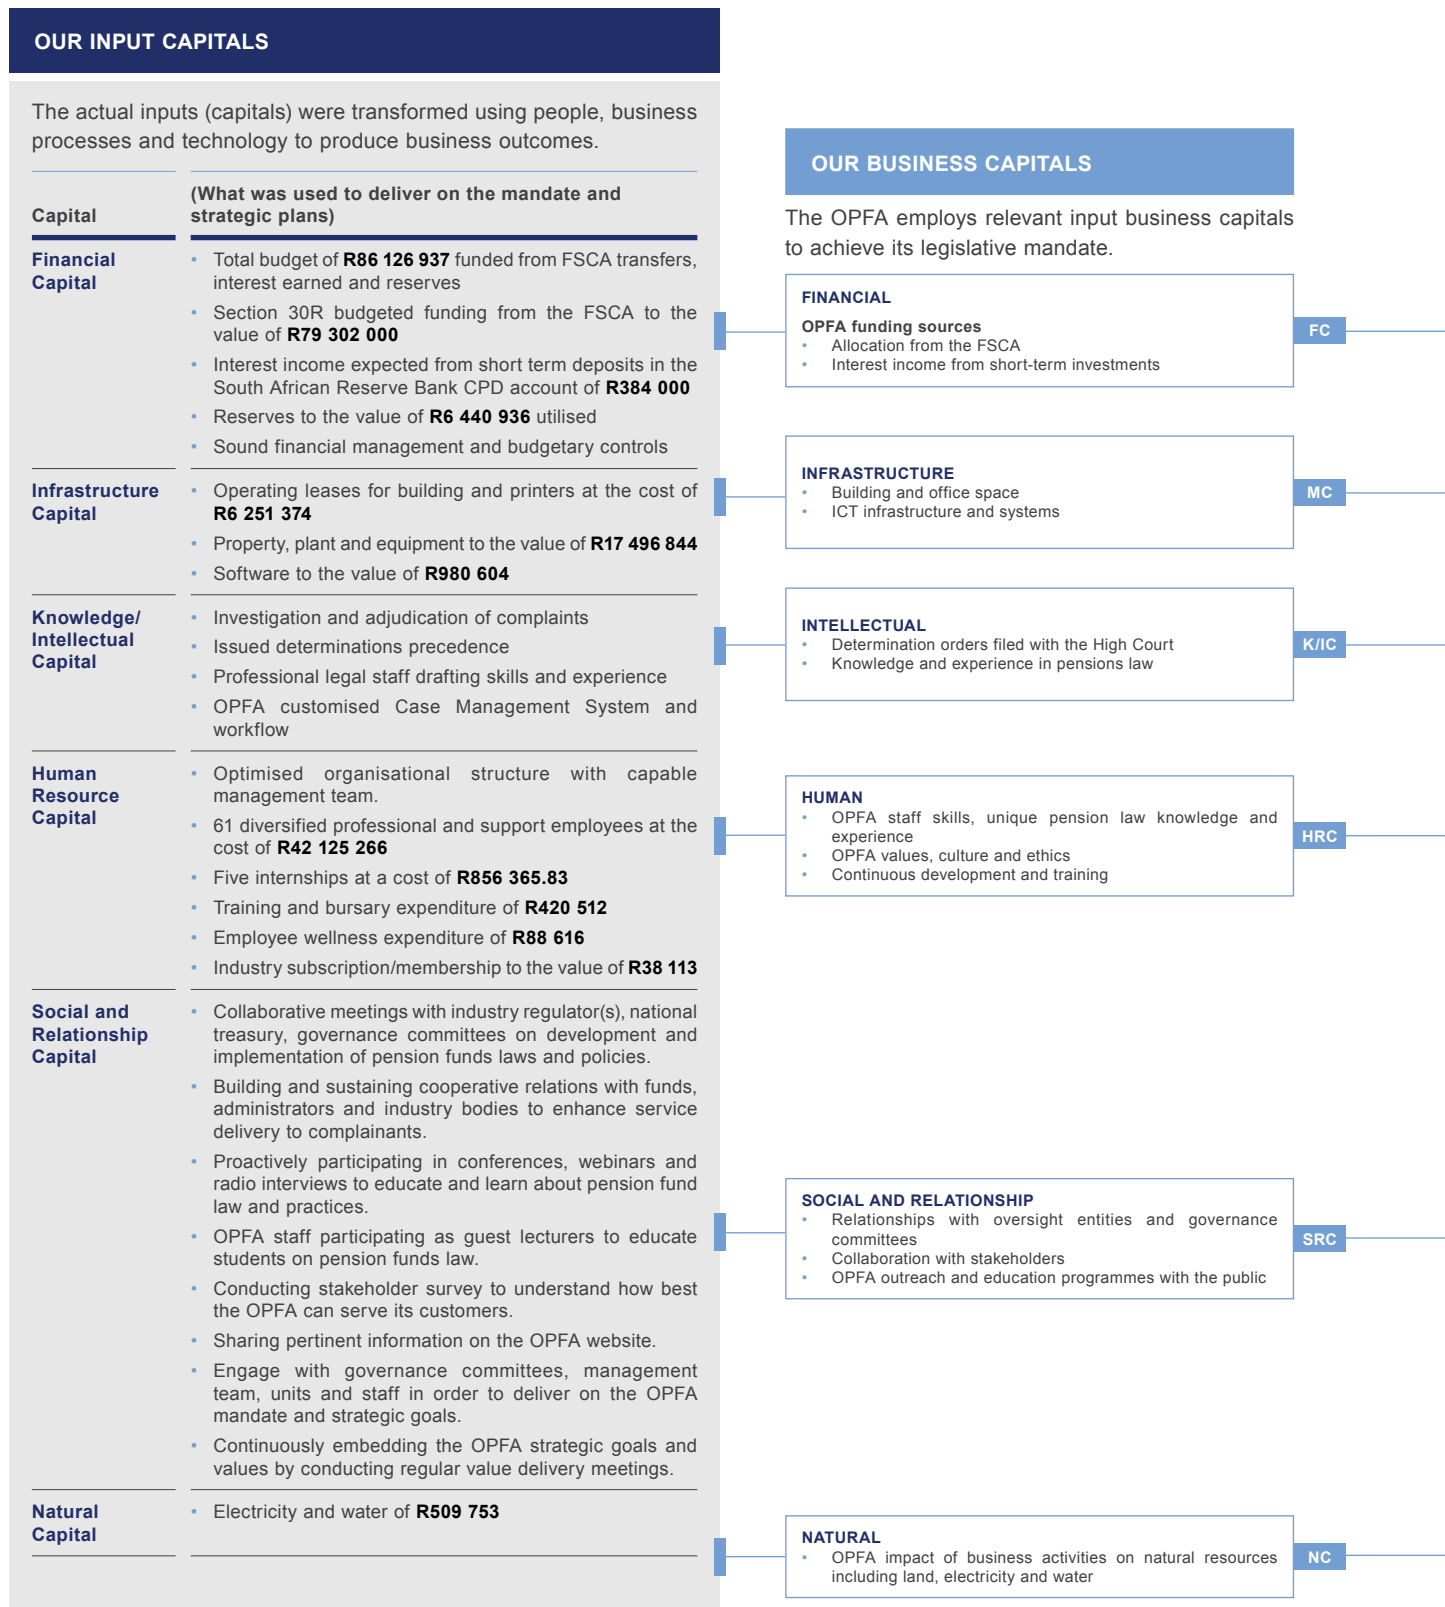 OUR INPUT CAPITALS
The actual inputs (capitals) were transformed using people, business
processes and technology to produce business outcomes.
Capital
(What was used to deliver on the mandate and
strategic plans)
Financial
Capital
• Total budget of R86 126 937 funded from FSCA transfers,
interest earned and reserves
• Section 30R budgeted funding from the FSCA to the
value of R79 302 000
• Interest income expected from short term deposits in the
South African Reserve Bank CPD account of R384 000
• Reserves to the value of R6 440 936 utilised
• Sound financial management and budgetary controls
Infrastructure
Capital
• Operating leases for building and printers at the cost of
R6 251 374
• Property, plant and equipment to the value of R17 496 844
• Software to the value of R980 604
Knowledge/
Intellectual
Capital
• Investigation and adjudication of complaints
• Issued determinations precedence
• Professional legal staff drafting skills and experience
• OPFA customised Case Management System and
workflow
Human
Resource
Capital
• Optimised organisational structure with capable
management team.
• 61 diversified professional and support employees at the
cost of R42 125 266
• Five internships at a cost of R856 365.83
• Training and bursary expenditure of R420 512
• Employee wellness expenditure of R88 616
• Industry subscription/membership to the value of R38 113
Social and
Relationship
Capital
• Collaborative meetings with industry regulator(s), national
treasury, governance committees on development and
implementation of pension funds laws and policies.
• Building and sustaining cooperative relations with funds,
administrators and industry bodies to enhance service
delivery to complainants.
• Proactively participating in conferences, webinars and
radio interviews to educate and learn about pension fund
law and practices.
• OPFA staff participating as guest lecturers to educate
students on pension funds law.
• Conducting stakeholder survey to understand how best
the OPFA can serve its customers.
• Sharing pertinent information on the OPFA website.
• Engage with governance committees, management
team, units and staff in order to deliver on the OPFA
mandate and strategic goals.
• Continuously embedding the OPFA strategic goals and
values by conducting regular value delivery meetings.
Natural
Capital
• Electricity and water of R509 753
OUR BUSINESS CAPITALS
The OPFA employs relevant input business capitals
to achieve its legislative mandate.
FINANCIAL
OPFA funding sources
• Allocation from the FSCA
• Interest income from short-term investments
FC
INFRASTRUCTURE
• Building and office space
• ICT infrastructure and systems
MC
INTELLECTUAL
• Determination orders filed with the High Court
• Knowledge and experience in pensions law
K/IC
HUMAN
• OPFA staff skills, unique pension law knowledge and
experience
• OPFA values, culture and ethics
• Continuous development and training
HRC
SOCIAL AND RELATIONSHIP
• Relationships with oversight entities and governance
committees
• Collaboration with stakeholders
• OPFA outreach and education programmes with the public
SRC
NATURAL
• OPFA impact of business activities on natural resources
including land, electricity and water
NC